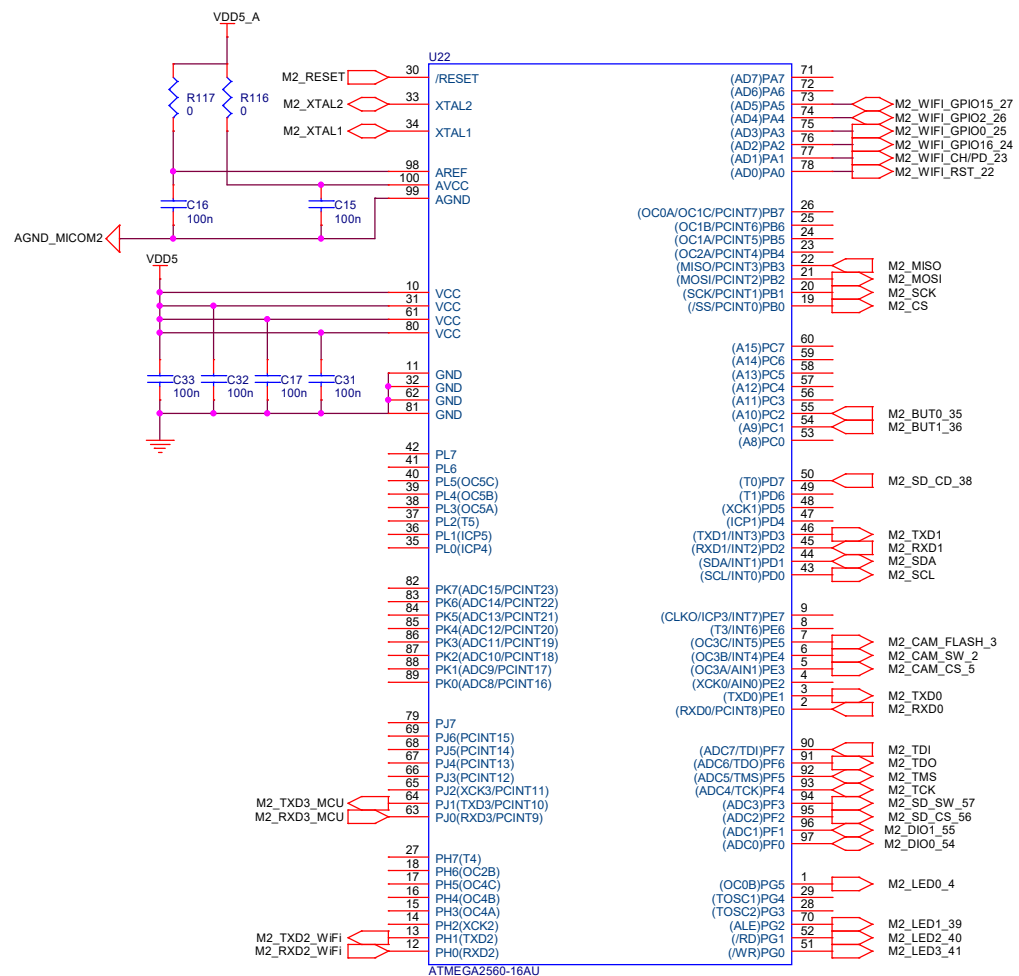 VDD5_A
U22
R117
0
R116
0
M2_RESET 30 /RESET
M2_XTAL2 33 XTAL2
M2_XTAL1 34 XTAL1
98 AREF
100 AVCC
99 AGND
C16
100n
C15
100n
AGND_MICOM2
VDD5
10 VCC
31 VCC
61 VCC
80 VCC
11 GND
32 GND
62 GND
81 GND
C33
100n
C32
100n
C17
100n
C31
100n
42 PL7
41 PL6
40 PL5(OC5C)
39 PL4(OC5B)
38 PL3(OC5A)
37 PL2(T5)
36 PL1(ICP5)
35 PL0(ICP4)
82 PK7(ADC15/PCINT23)
83 PK6(ADC14/PCINT22)
84 PK5(ADC13/PCINT21)
85 PK4(ADC12/PCINT20)
86 PK3(ADC11/PCINT19)
87 PK2(ADC10/PCINT18)
88 PK1(ADC9/PCINT17)
89 PK0(ADC8/PCINT16)
79 PJ7
69 PJ6(PCINT15)
68 PJ5(PCINT14)
67 PJ4(PCINT13)
66 PJ3(PCINT12)
65 PJ2(XCK3/PCINT11)
M2_TXD3_MCU 64 PJ1(TXD3/PCINT10)
M2_RXD3_MCU 63 PJ0(RXD3/PCINT9)
27 PH7(T4)
18 PH6(OC2B)
17 PH5(OC4C)
16 PH4(OC4B)
15 PH3(OC4A)
14 PH2(XCK2)
M2_TXD2_WiFi 13 PH1(TXD2)
M2_RXD2_WiFi 12 PH0(RXD2)
(AD7)PA7 71
(AD6)PA6 72
(AD5)PA5 73 M2_WIFI_GPIO15_27
(AD4)PA4 74 M2_WIFI_GPIO2_26
(AD3)PA3 75 M2_WIFI_GPIO0_25
(AD2)PA2 76 M2_WIFI_GPIO16_24
(AD1)PA1 77 M2_WIFI_CH/PD_23
(AD0)PA0 78 M2_WIFI_RST_22
(OC0A/OC1C/PCINT7)PB7 26
(OC1B/PCINT6)PB6 25
(OC1A/PCINT5)PB5 24
(OC2A/PCINT4)PB4 23
(MISO/PCINT3)PB3 22 M2_MISO
(MOSI/PCINT2)PB2 21 M2_MOSI
(SCK/PCINT1)PB1 20 M2_SCK
(/SS/PCINT0)PB0 19 M2_CS
(A15)PC7 60
(A14)PC6 59
(A13)PC5 58
(A12)PC4 57
(A11)PC3 56
(A10)PC2 55 M2_BUT0_35
(A9)PC1 54 M2_BUT1_36
(A8)PC0 53
(T0)PD7 50 M2_SD_CD_38
(T1)PD6 49
(XCK1)PD5 48
(ICP1)PD4 47
(TXD1/INT3)PD3 46 M2_TXD1
(RXD1/INT2)PD2 45 M2_RXD1
(SDA/INT1)PD1 44 M2_SDA
(SCL/INT0)PD0 43 M2_SCL
(CLKO/ICP3/INT7)PE7 9
(T3/INT6)PE6 8
(OC3C/INT5)PE5 7 M2_CAM_FLASH_3
(OC3B/INT4)PE4 6 M2_CAM_SW_2
(OC3A/AIN1)PE3 5 M2_CAM_CS_5
(XCK0/AIN0)PE2 4
(TXD0)PE1 3 M2_TXD0
(RXD0/PCINT8)PE0 2 M2_RXD0
(ADC7/TDI)PF7 90 M2_TDI
(ADC6/TDO)PF6 91 M2_TDO
(ADC5/TMS)PF5 92 M2_TMS
(ADC4/TCK)PF4 93 M2_TCK
(ADC3)PF3 94 M2_SD_SW_57
(ADC2)PF2 95 M2_SD_CS_56
(ADC1)PF1 96 M2_DIO1_55
(ADC0)PF0 97 M2_DIO0_54
(OC0B)PG5 1 M2_LED0_4
(TOSC1)PG4 29
(TOSC2)PG3 28
(ALE)PG2 70 M2_LED1_39
(/RD)PG1 52 M2_LED2_40
(/WR)PG0 51 M2_LED3_41
ATMEGA2560-16AU